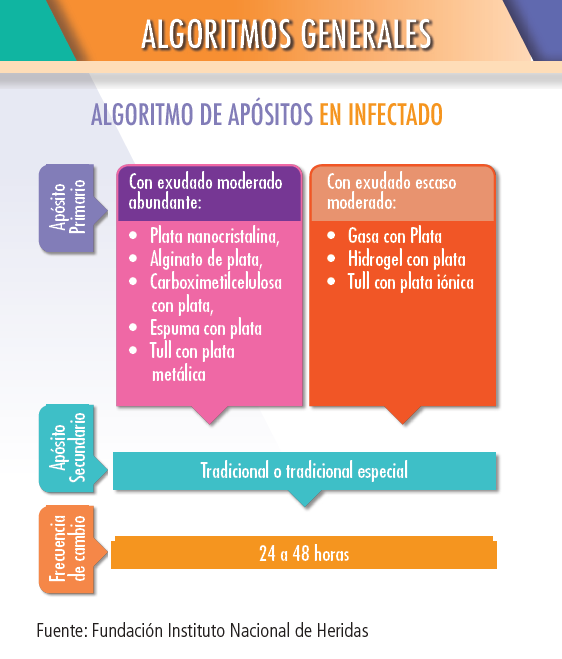 ALGORITMOS GENERALES
ALGORITMO DE APÓSITOS EN INFECTADO
Apósito
Primario
Con exudado moderado
abundante:
• Plata nanocristalina,
• Alginato de plata,
• Carboximetilcelulosa
con plata,
• Espuma con plata
• Tull con plata
metálica
Con exudado escaso
moderado:
• Gasa con Plata
• Hidrogel con plata
• Tull con plata iónica
Apósito
Secundario
Tradicional o tradicional especial
Frecuencia
de cambio
24 a 48 horas
Fuente: Fundación Instituto Nacional de Heridas